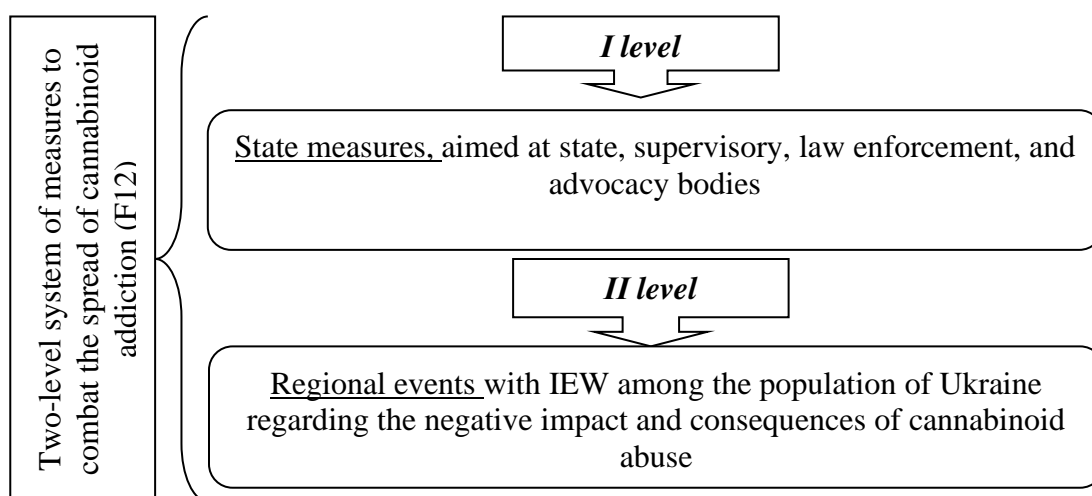 Two-level system of measures to
combat the spread of cannabinoid
addiction (F12)
I level
State measures, aimed at state, supervisory, law enforcement, and
advocacy bodies
II level
Regional events with IEW among the population of Ukraine
regarding the negative impact and consequences of cannabinoid
abuse